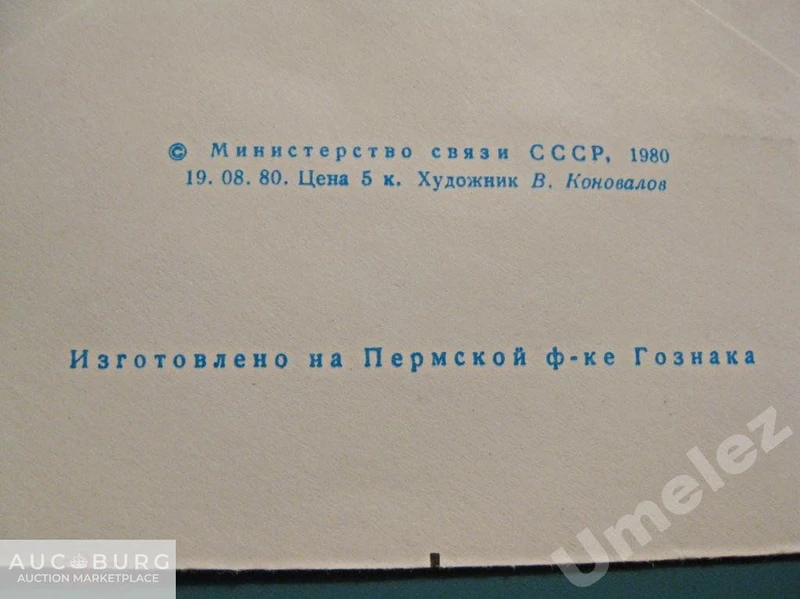 © Министерство связи СССР, 1980
19. 08. 80. Цена 5 к. Художник В. Коновалов
Изготовлено на Пермской ф-ке Гознака
Umelez
AUCBURG
AUCTION MARKETPLACE